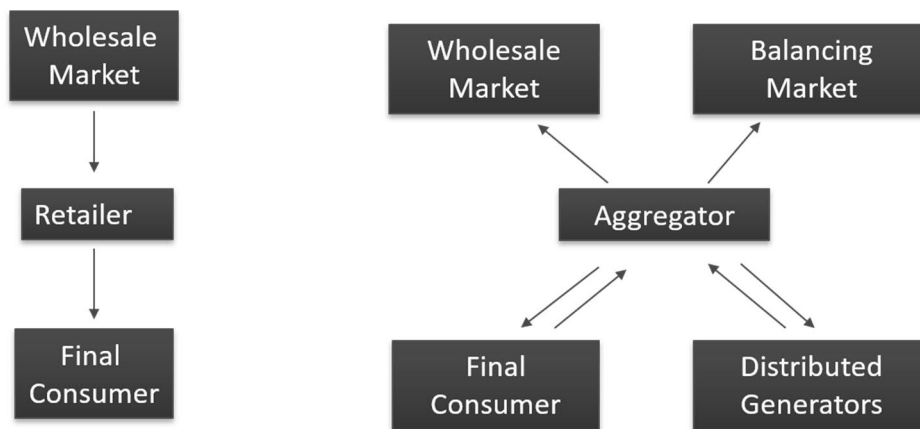 Wholesale
Market
Retailer
Final
Consumer
Wholesale
Market
Balancing
Market
Aggregator
Final
Consumer
Distributed
Generators